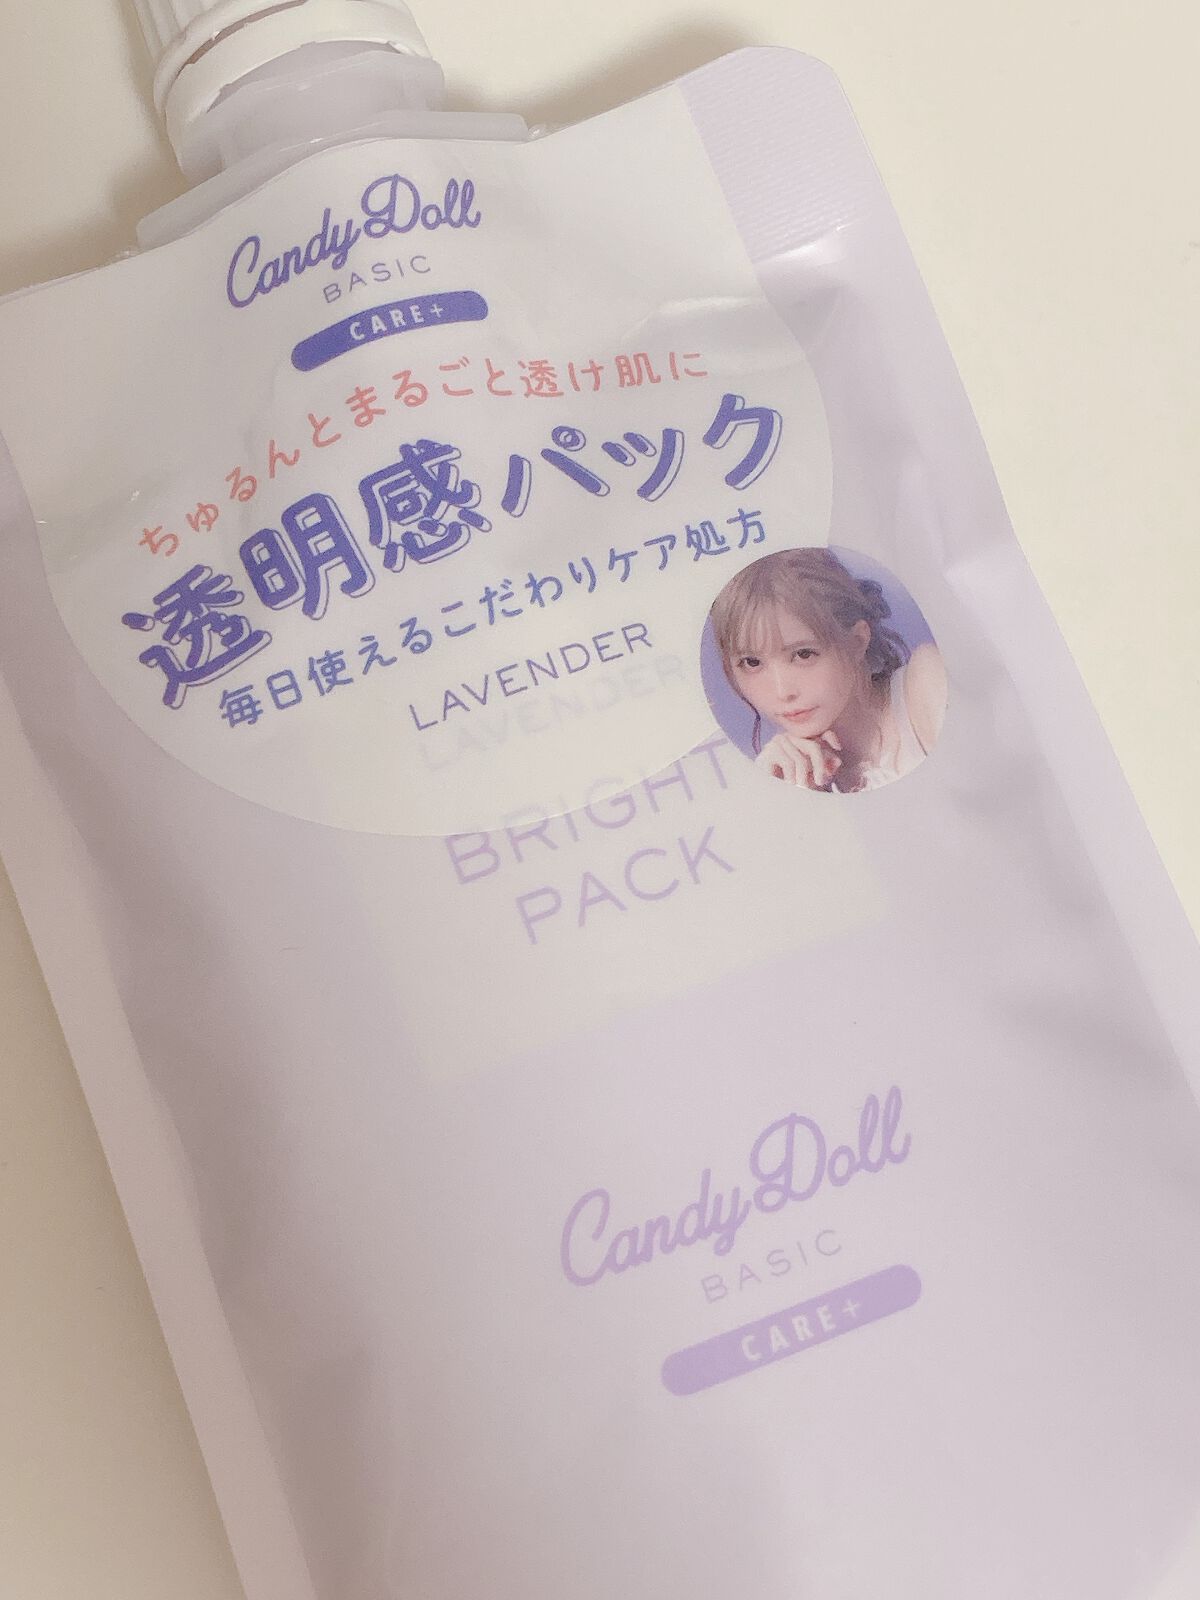 Candy Doll
BASIC
CARE+
ちゅるんとまるごと透け肌に
透明感パック
毎日使えるこだわりケア処方
LAVENDER
LAVENDER
BRIGHT
PACK
Candy Doll
BASIC
CARE+